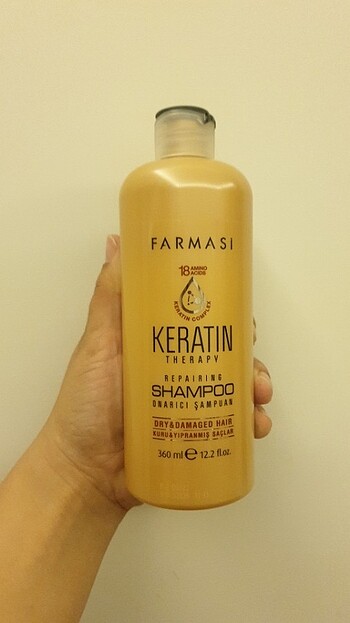 FARMASi
18 AMINO ACIDS
KERATIN COMPLEX
KERATIN
THERAPY
REPAIRING
SHAMPOO
ONARICI ŞAMPUAN
DRY&DAMAGED HAIR
KURU&YIPRANMIŞ SAÇLAR
360 ml e 12.2 fl.oz.